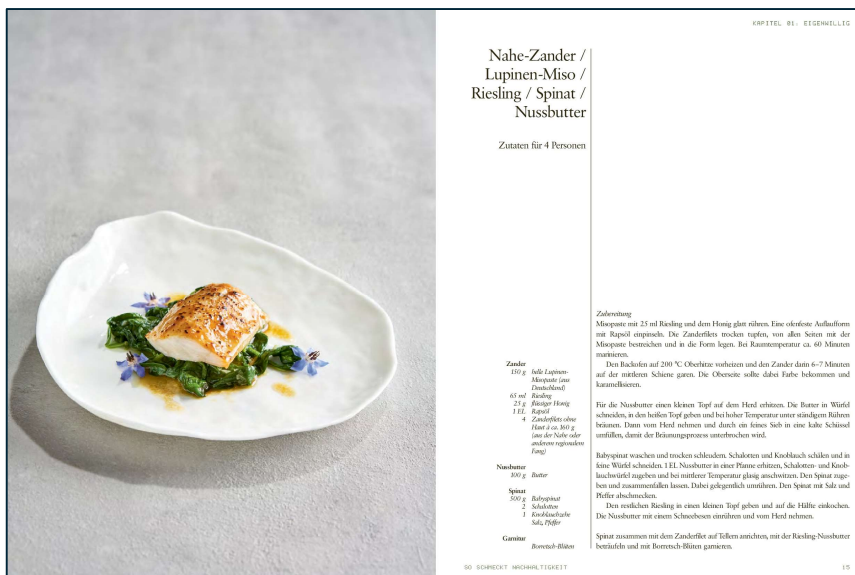 KAPITEL 01: EIGENWILLIG
Nahe-Zander /
Lupinen-Miso /
Riesling / Spinat /
Nussbutter
Zutaten für 4 Personen
Zander
150 g helle Lupinen-
Misopaste (aus
Deutschland)
65 ml Riesling
25 g flüssiger Honig
1 EL Rapsöl
4 Zanderfilets ohne
Haut à ca. 160 g
(aus der Nahe oder
anderem regionalem
Fang)
Nussbutter
100 g Butter
Spinat
500 g Babyspinat
2 Schalotten
1 Knoblauchzehe
Salz, Pfeffer
Garnitur
Borretsch-Blüten
Zubereitung
Misopaste mit 25 ml Riesling und dem Honig glatt rühren. Eine ofenfeste Auflaufform
mit Rapsöl einpinseln. Die Zanderfilets trocken tupfen, von allen Seiten mit der
Misopaste bestreichen und in die Form legen. Bei Raumtemperatur ca. 60 Minuten
marinieren.
Den Backofen auf 200 °C Oberhitze vorheizen und den Zander darin 6–7 Minuten
auf der mittleren Schiene garen. Die Oberseite sollte dabei Farbe bekommen und
karamellisieren.
Für die Nussbutter einen kleinen Topf auf dem Herd erhitzen. Die Butter in Würfel
schneiden, in den heißen Topf geben und bei hoher Temperatur unter ständigem Rühren
bräunen. Dann vom Herd nehmen und durch ein feines Sieb in eine kalte Schüssel
umfüllen, damit der Bräunungsprozess unterbrochen wird.
Babyspinat waschen und trocken schleudern. Schalotten und Knoblauch schälen und in
feine Würfel schneiden. 1 EL Nussbutter in einer Pfanne erhitzen, Schalotten- und Knob-
lauchwürfel zugeben und bei mittlerer Temperatur glasig anschwitzen. Den Spinat zuge-
ben und zusammenfallen lassen. Dabei gelegentlich umrühren. Den Spinat mit Salz und
Pfeffer abschmecken.
Den restlichen Riesling in einen kleinen Topf geben und auf die Hälfte einkochen.
Die Nussbutter mit einem Schneebesen einrühren und vom Herd nehmen.
Spinat zusammen mit dem Zanderfilet auf Tellern anrichten, mit der Riesling-Nussbutter
beträufeln und mit Borretsch-Blüten garnieren.
SO SCHMECKT NACHHALTIGKEIT
15